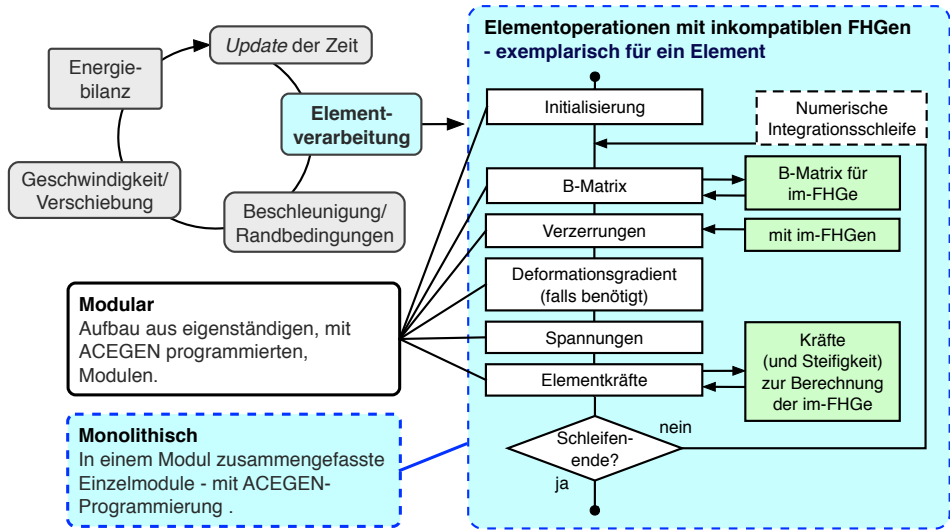 Update der Zeit
Energie-
bilanz
Element-
verarbeitung
Geschwindigkeit/
Verschiebung
Beschleunigung/
Randbedingungen
Modular
Aufbau aus eigenständigen, mit
ACEGEN programmierten,
Modulen.
Monolithisch
In einem Modul zusammengefasste
Einzelmodule - mit ACEGEN-
Programmierung .
Elementoperationen mit inkompatiblen FHGen
- exemplarisch für ein Element
Initialisierung
Numerische
Integrationsschleife
B-Matrix
B-Matrix für
im-FHGe
Verzerrungen
mit im-FHGen
Deformationsgradient
(falls benötigt)
Spannungen
Elementkräfte
Kräfte
(und Steifigkeit)
zur Berechnung
der im-FHGe
Schleifen-
ende?
nein
ja